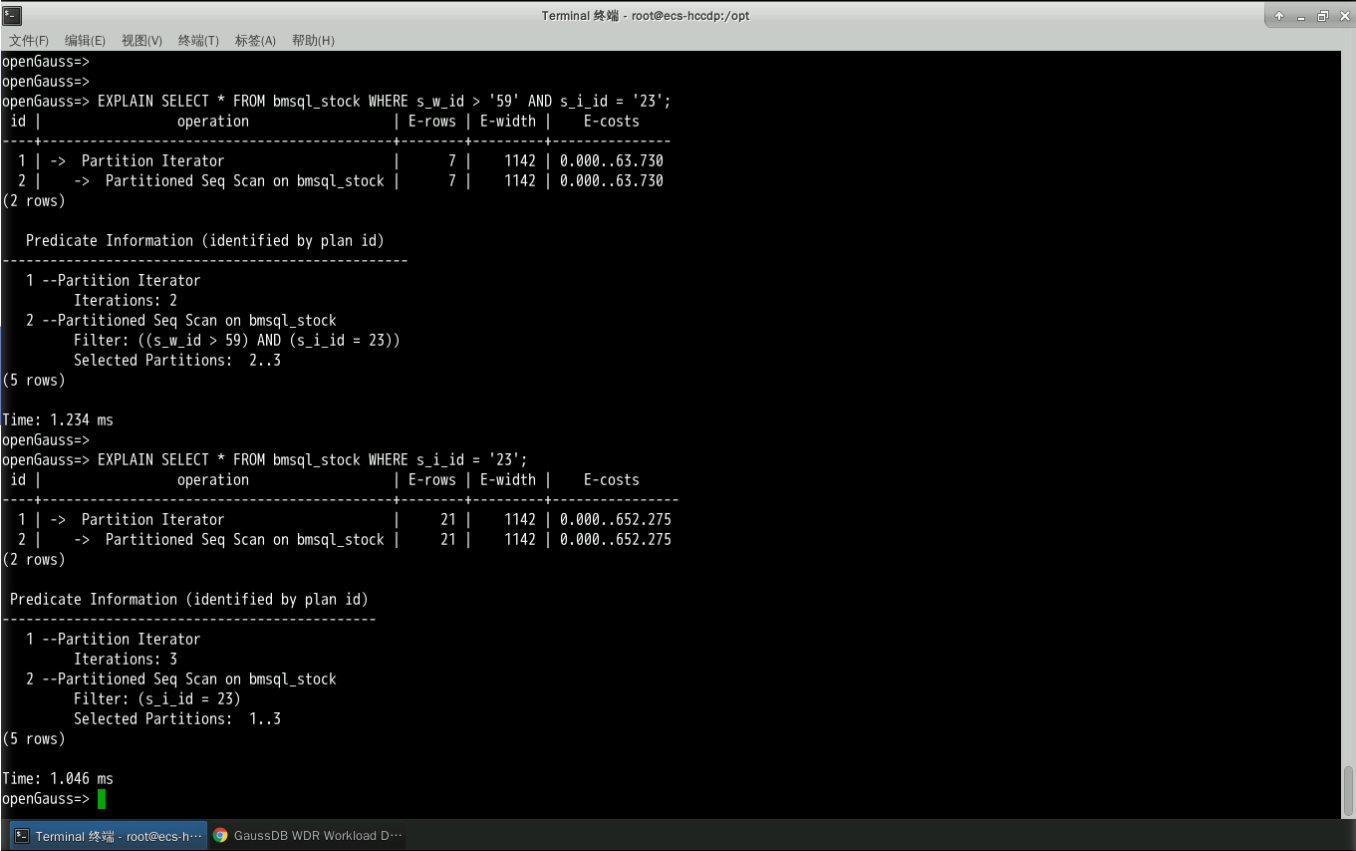 Terminal 终端 - root@ecs-hccdp:/opt
文件(F) 编辑(E) 视图(V) 终端(T) 标签(A) 帮助(H)
openGauss=>
openGauss=>
openGauss=> EXPLAIN SELECT * FROM bmsql_stock WHERE s_w_id > '59' AND s_i_id = '23';
 id |                 operation                  | E-rows | E-width |    E-costs
----+--------------------------------------------+--------+---------+---------------
  1 | ->  Partition Iterator                     |      7 |    1142 | 0.000..63.730
  2 |    ->  Partitioned Seq Scan on bmsql_stock |      7 |    1142 | 0.000..63.730
(2 rows)
   Predicate Information (identified by plan id)
---------------------------------------------------
   1 --Partition Iterator
         Iterations: 2
   2 --Partitioned Seq Scan on bmsql_stock
         Filter: ((s_w_id > 59) AND (s_i_id = 23))
         Selected Partitions:  2..3
(5 rows)
Time: 1.234 ms
openGauss=>
openGauss=> EXPLAIN SELECT * FROM bmsql_stock WHERE s_i_id = '23';
 id |                 operation                  | E-rows | E-width |    E-costs
----+--------------------------------------------+--------+---------+----------------
  1 | ->  Partition Iterator                     |     21 |    1142 | 0.000..652.275
  2 |    ->  Partitioned Seq Scan on bmsql_stock |     21 |    1142 | 0.000..652.275
(2 rows)
 Predicate Information (identified by plan id)
-----------------------------------------------
   1 --Partition Iterator
         Iterations: 3
   2 --Partitioned Seq Scan on bmsql_stock
         Filter: (s_i_id = 23)
         Selected Partitions:  1..3
(5 rows)
Time: 1.046 ms
openGauss=>
Terminal 终端 - root@ecs-h··· GaussDB WDR Workload D···